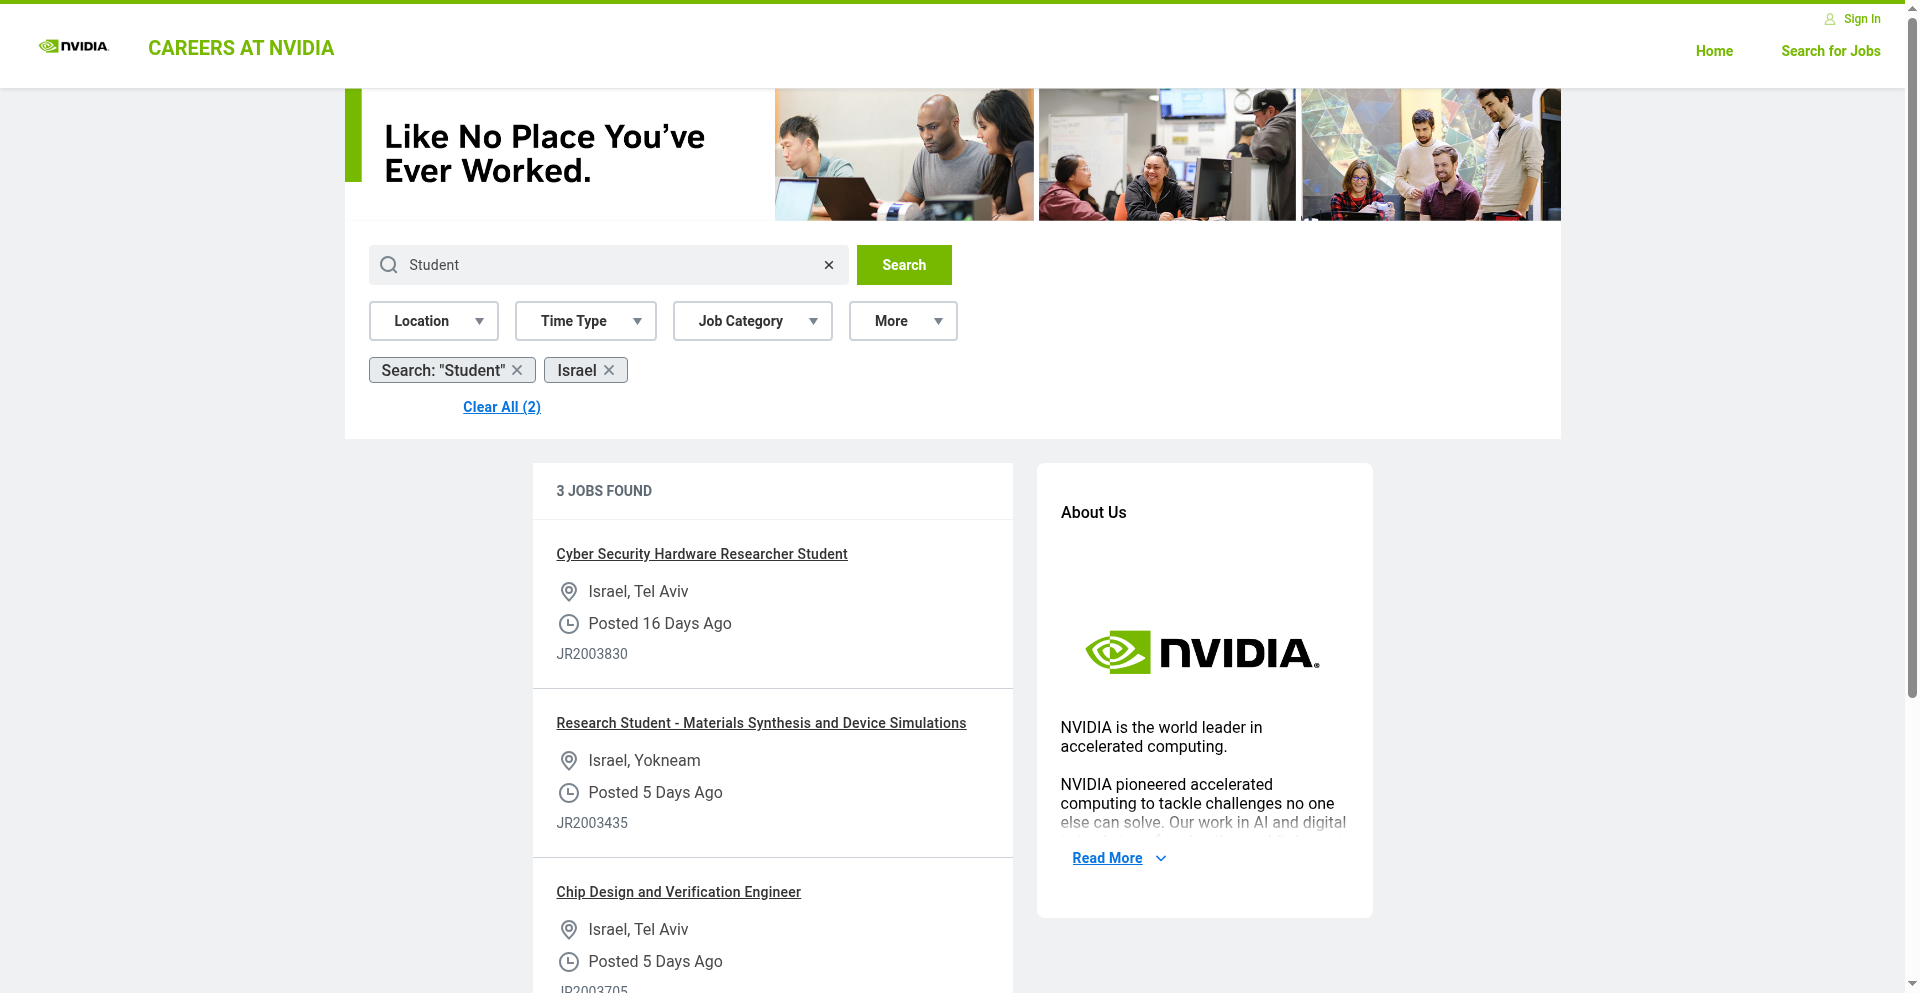 Sign In
NVIDIA.
CAREERS AT NVIDIA
Home
Search for Jobs
Like No Place You’ve
Ever Worked.
Student
Search
Location
Time Type
Job Category
More
Search: "Student"
Israel
Clear All (2)
3 JOBS FOUND
Cyber Security Hardware Researcher Student
Israel, Tel Aviv
Posted 16 Days Ago
JR2003830
Research Student - Materials Synthesis and Device Simulations
Israel, Yokneam
Posted 5 Days Ago
JR2003435
Chip Design and Verification Engineer
Israel, Tel Aviv
Posted 5 Days Ago
JR2003705
About Us
NVIDIA.
NVIDIA is the world leader in
accelerated computing.
NVIDIA pioneered accelerated
computing to tackle challenges no one
else can solve. Our work in AI and digital
Read More